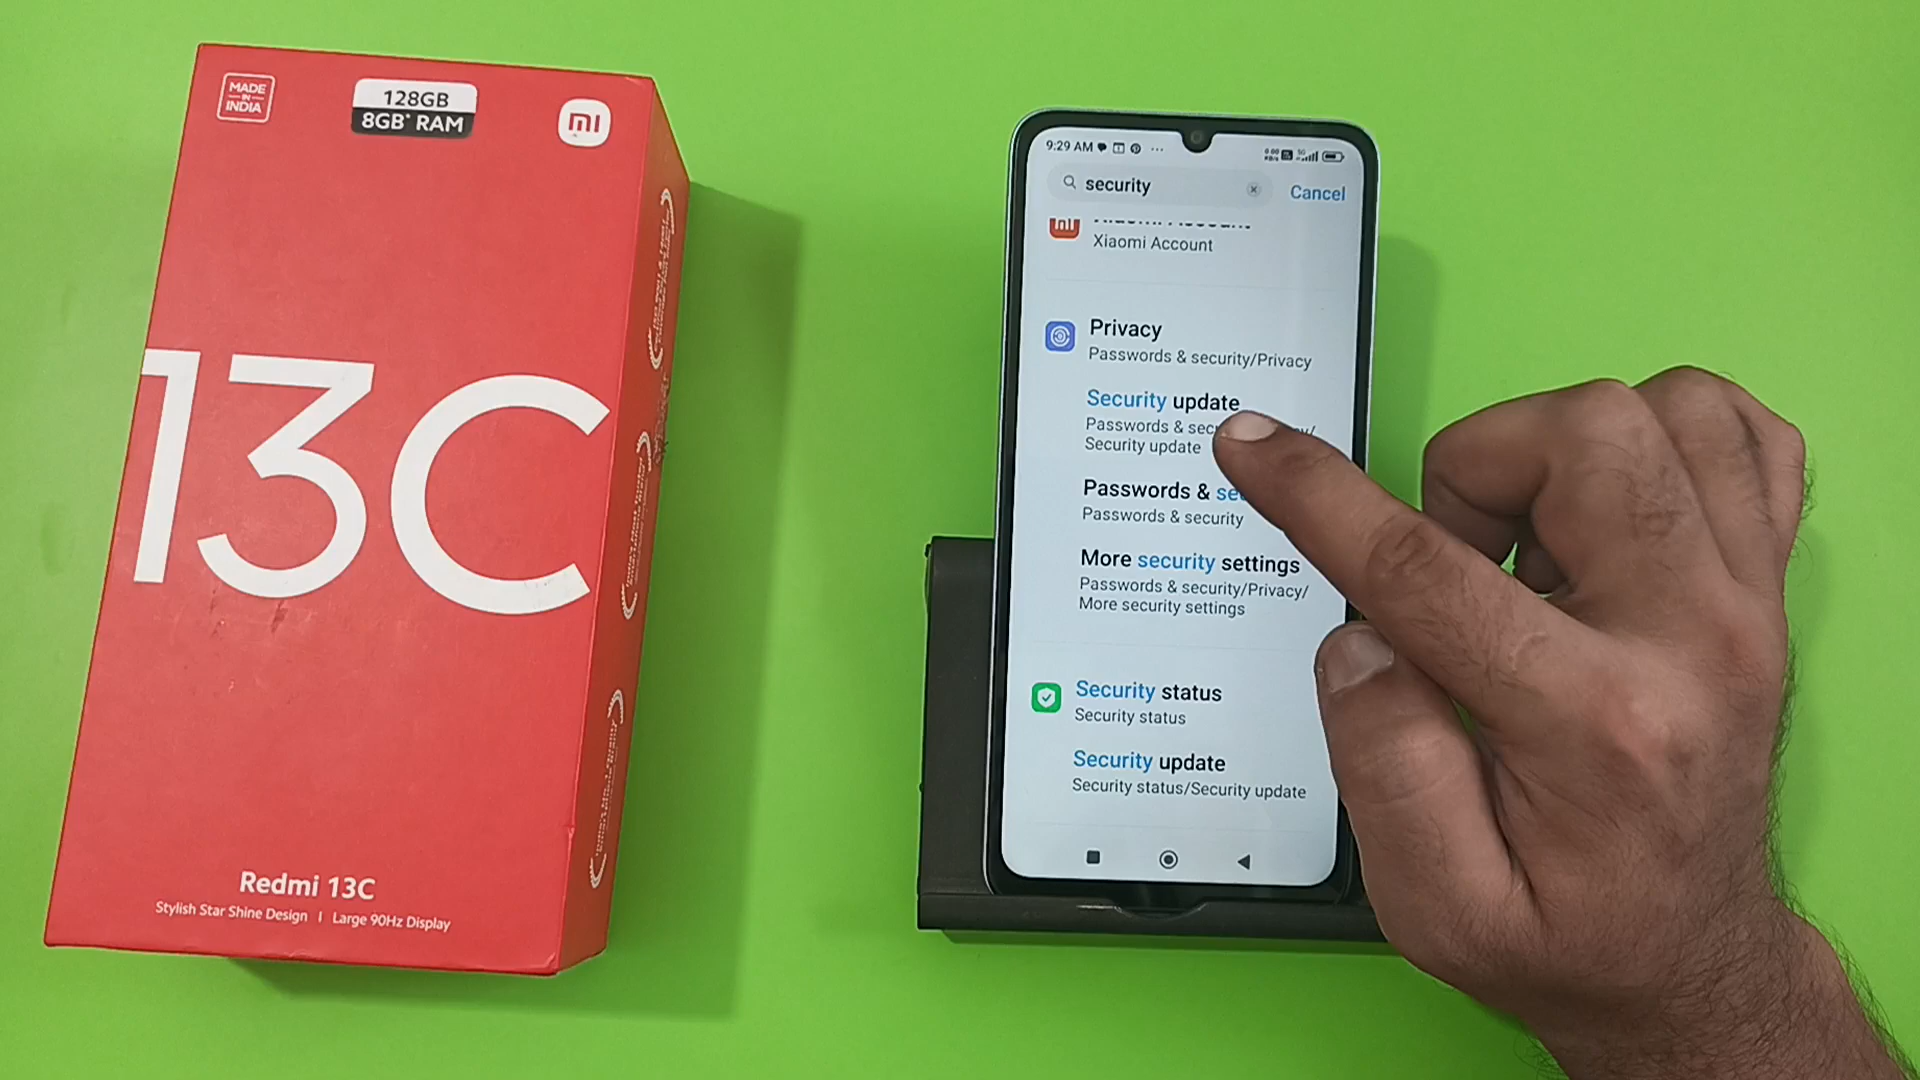 MADE
IN
INDIA
128GB
8GB* RAM
mi
13C
Redmi 13C
Stylish Star Shine Design | Large 90Hz Display
9:29 AM
security
Cancel
Xiaomi Account
Privacy
Passwords & security/Privacy
Security update
Passwords &
Security update
Passwords &
Passwords & security
More security settings
Passwords & security/Privacy/
More security settings
Security status
Security status
Security update
Security status/Security update